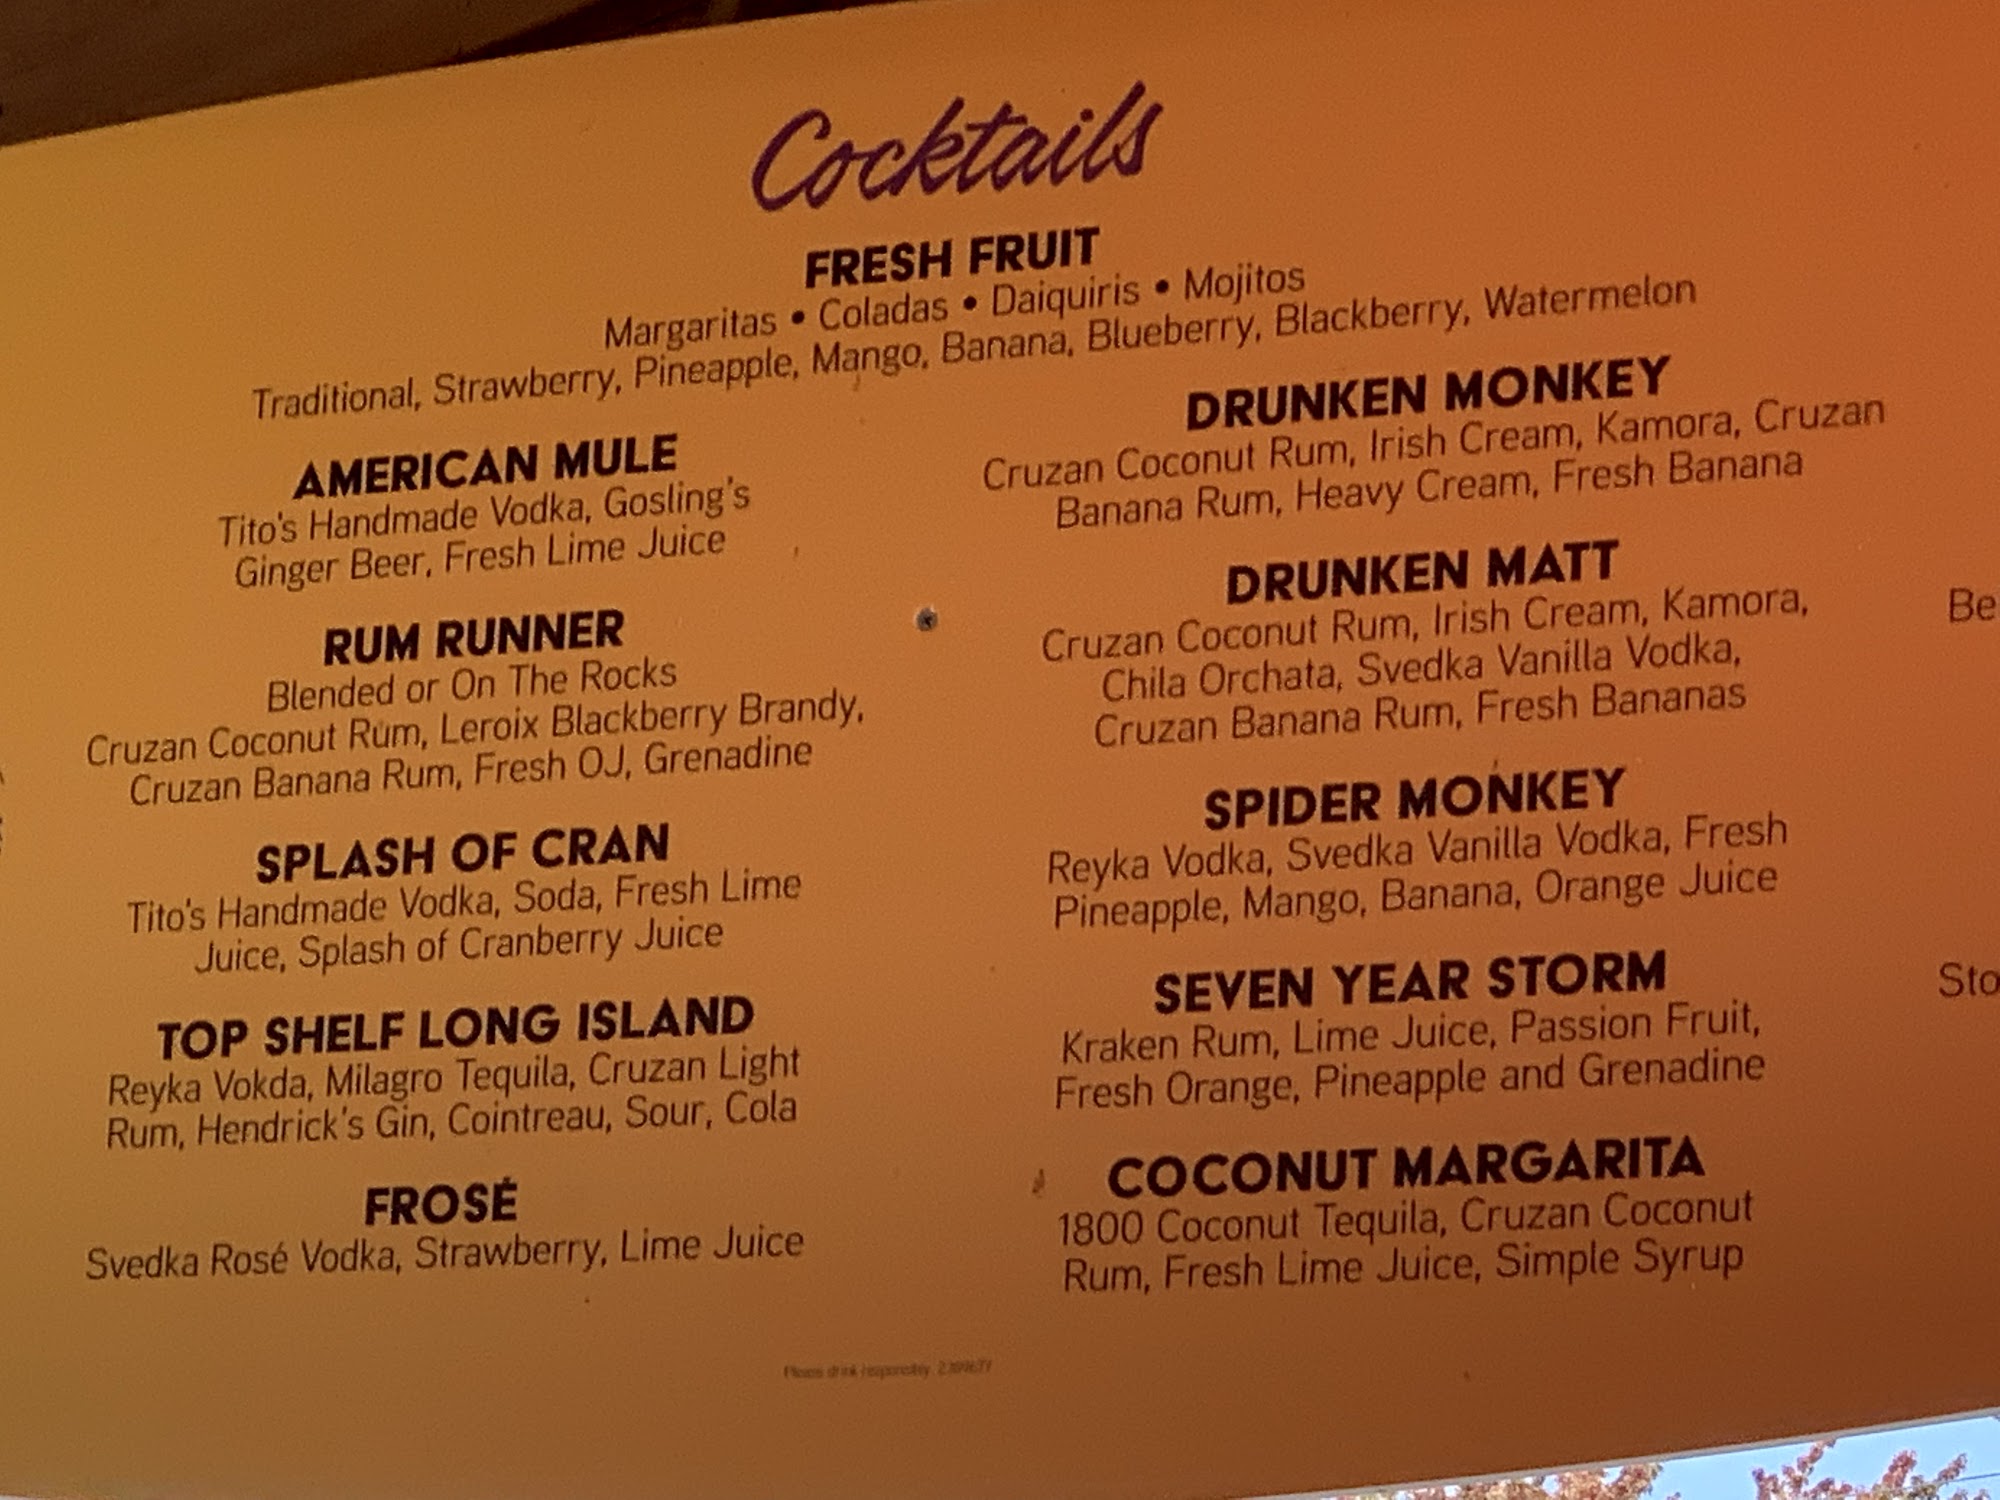 Cocktails
FRESH FRUIT
Margaritas • Coladas • Daiquiris • Mojitos
Traditional, Strawberry, Pineapple, Mango, Banana, Blueberry, Blackberry, Watermelon
AMERICAN MULE
Tito's Handmade Vodka, Gosling's
Ginger Beer, Fresh Lime Juice
RUM RUNNER
Blended or On The Rocks
Cruzan Coconut Rum, Leroix Blackberry Brandy,
Cruzan Banana Rum, Fresh OJ, Grenadine
SPLASH OF CRAN
Tito's Handmade Vodka, Soda, Fresh Lime
Juice, Splash of Cranberry Juice
TOP SHELF LONG ISLAND
Reyka Vokda, Milagro Tequila, Cruzan Light
Rum, Hendrick's Gin, Cointreau, Sour, Cola
FROSÉ
Svedka Rosé Vodka, Strawberry, Lime Juice
DRUNKEN MONKEY
Cruzan Coconut Rum, Irish Cream, Kamora, Cruzan
Banana Rum, Heavy Cream, Fresh Banana
DRUNKEN MATT
Cruzan Coconut Rum, Irish Cream, Kamora,
Chila Orchata, Svedka Vanilla Vodka,
Cruzan Banana Rum, Fresh Bananas
SPIDER MONKEY
Reyka Vodka, Svedka Vanilla Vodka, Fresh
Pineapple, Mango, Banana, Orange Juice
SEVEN YEAR STORM
Kraken Rum, Lime Juice, Passion Fruit,
Fresh Orange, Pineapple and Grenadine
COCONUT MARGARITA
1800 Coconut Tequila, Cruzan Coconut
Rum, Fresh Lime Juice, Simple Syrup
Please drink responsibly.
Be
Sto